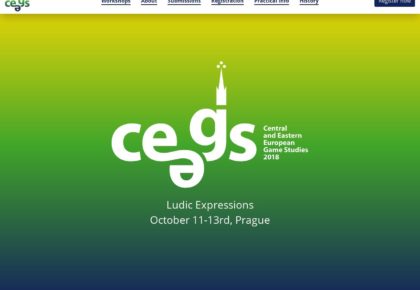 ceegs
Workshops About Submissions Registration Practical Info History Register now
ceegs
Central
and Eastern
European
Game Studies
2018
Ludic Expressions
October 11-13rd, Prague